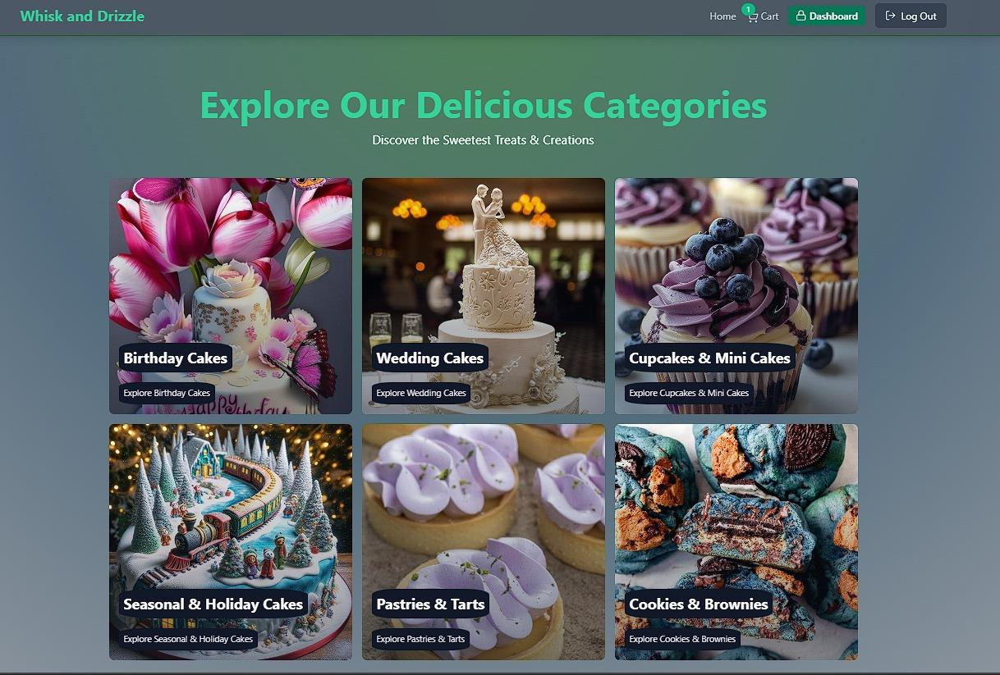 Whisk and Drizzle
Home
1
Cart
Dashboard
Log Out
Explore Our Delicious Categories
Discover the Sweetest Treats & Creations
Birthday Cakes
Explore Birthday Cakes
Happy birthday
Wedding Cakes
Explore Wedding Cakes
Cupcakes & Mini Cakes
Explore Cupcakes & Mini Cakes
Seasonal & Holiday Cakes
Explore Seasonal & Holiday Cakes
Pastries & Tarts
Explore Pastries & Tarts
Cookies & Brownies
Explore Cookies & Brownies